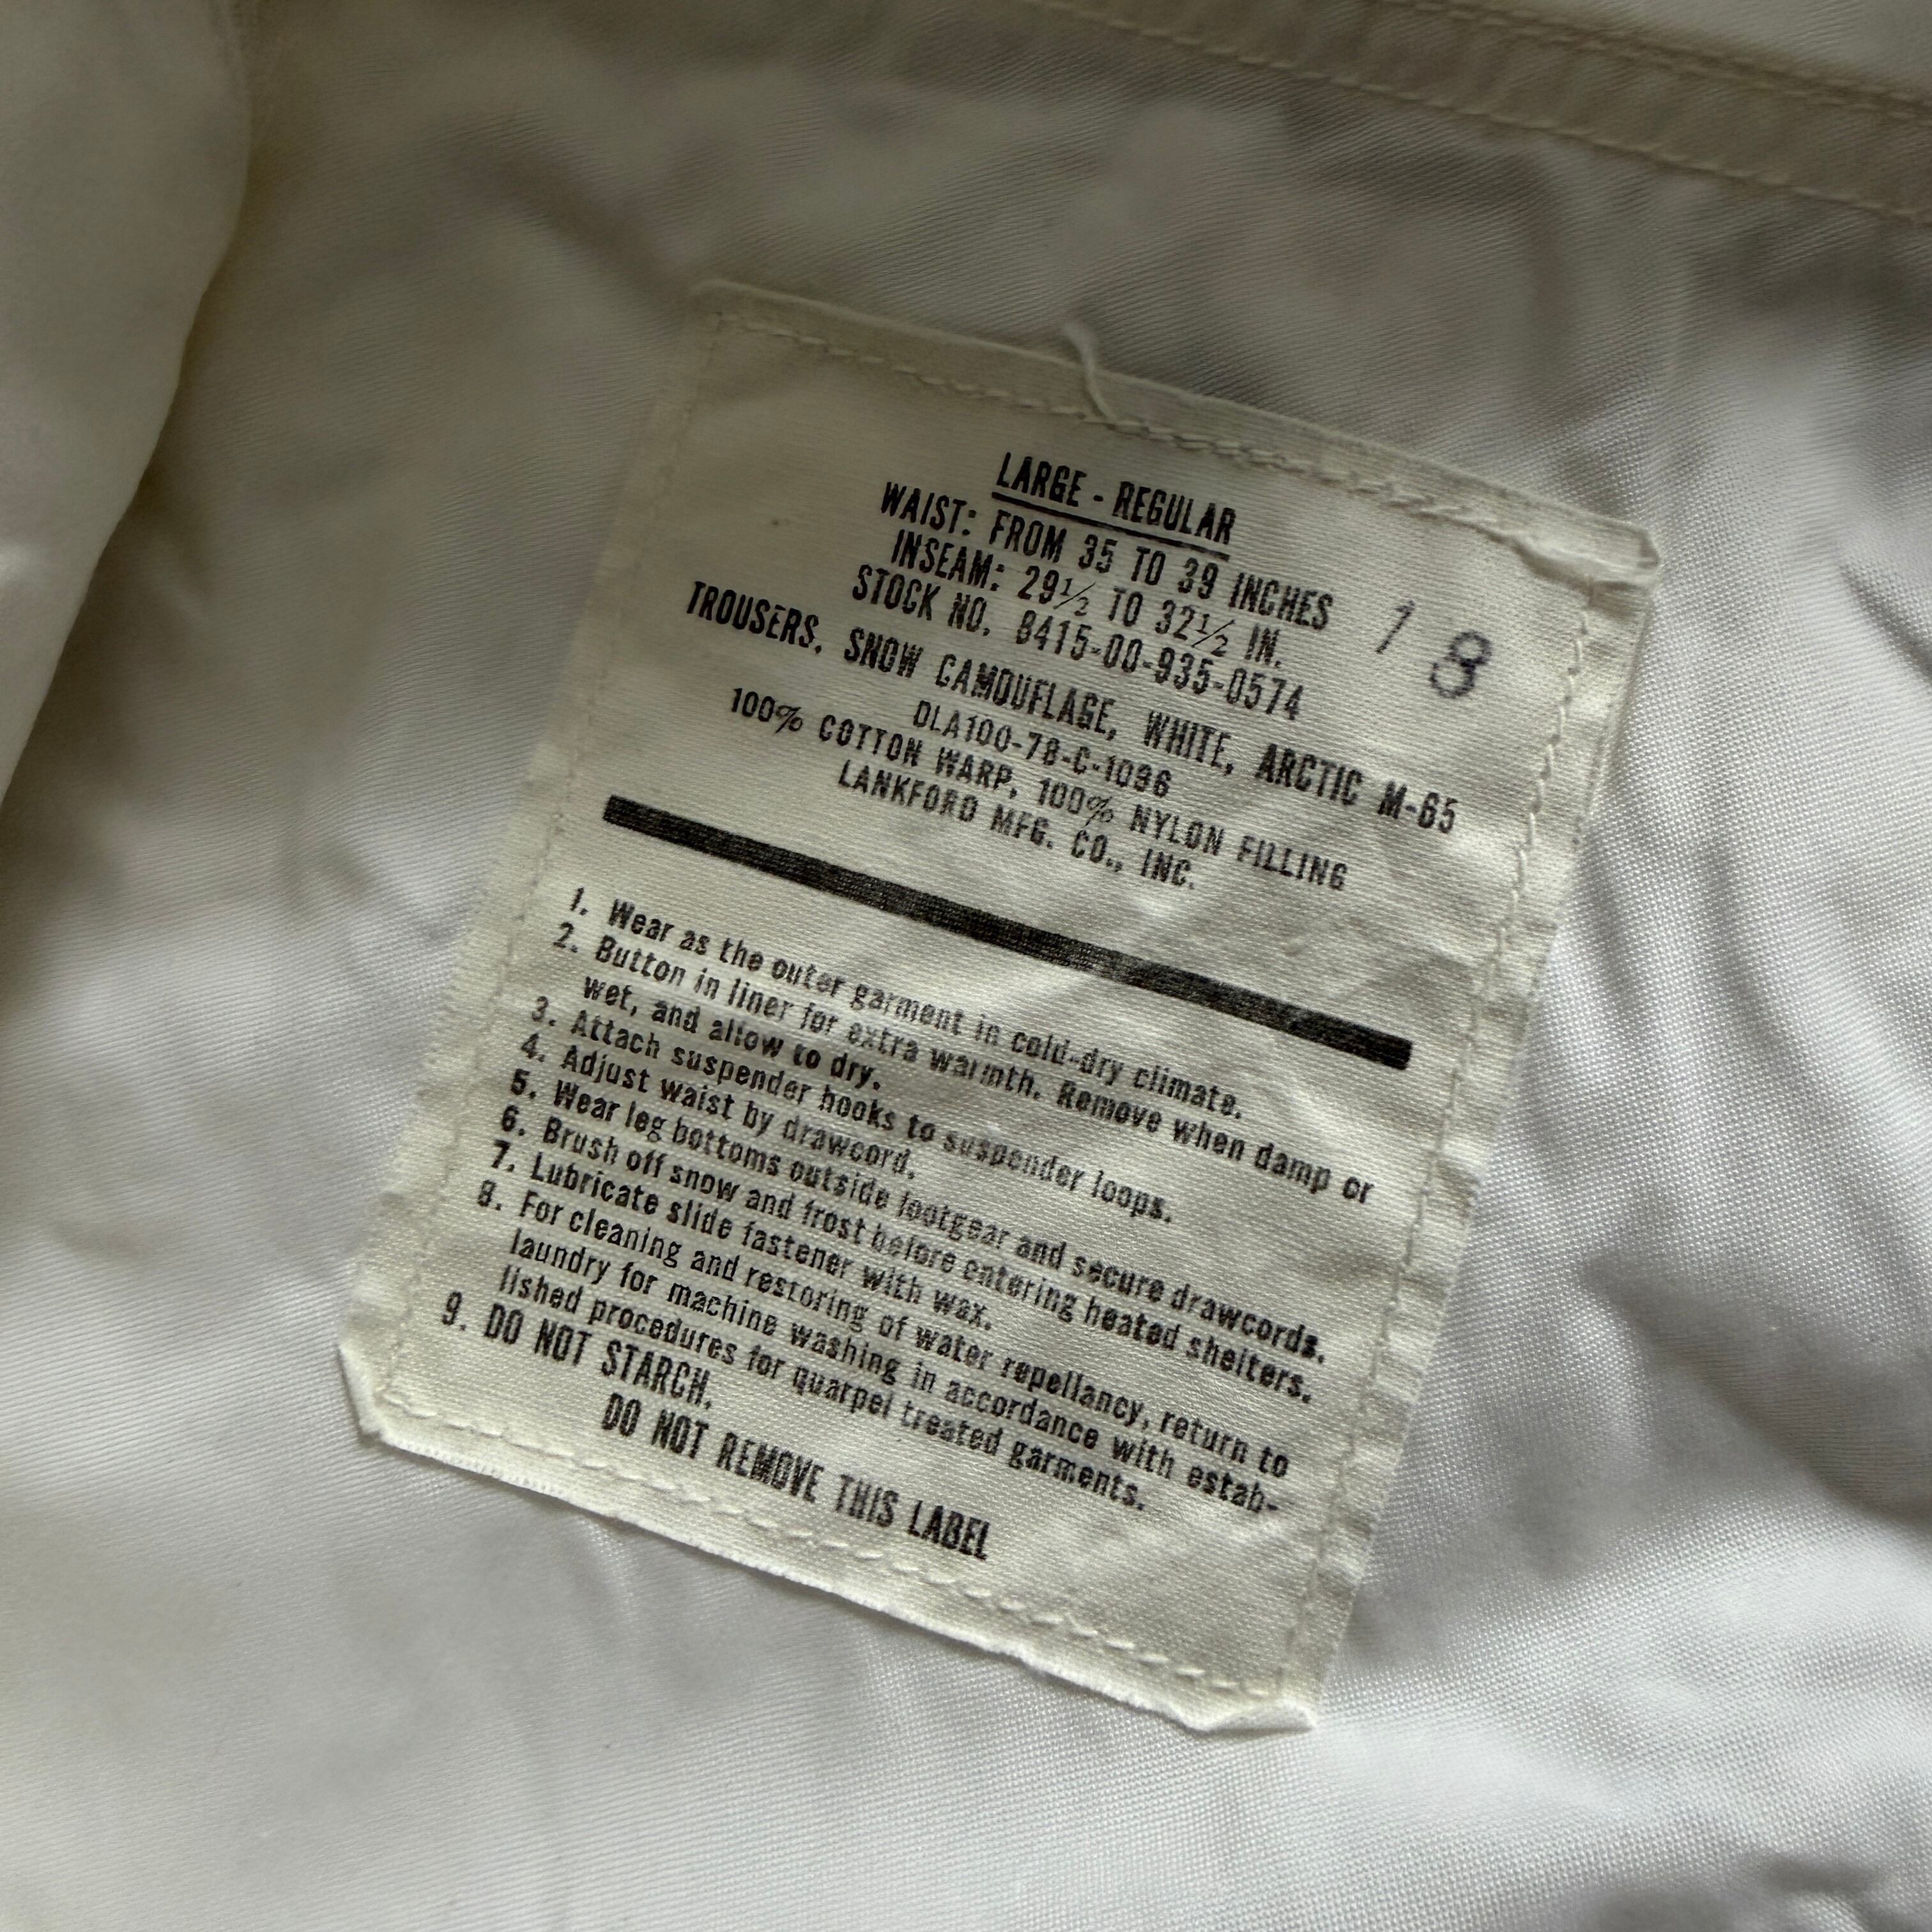 LARGE - REGULAR
WAIST: FROM 35 TO 39 INCHES
INSEAM: 29½ TO 32½ IN.
STOCK NO. 8415-00-935-0574
18
TROUSERS, SNOW CAMOUFLAGE, WHITE, ARCTIC M-65
DLA100-78-C-1096
100% COTTON WARP, 100% NYLON FILLING
LANKFORD MFG. CO., INC.
1. Wear as the outer garment in cold-dry climate.
2. Button in liner for extra warmth. Remove when damp or
wet, and allow to dry.
3. Attach suspender hooks to suspender loops.
4. Adjust waist by drawcord.
5. Wear leg bottoms outside footgear and secure drawcords.
6. Brush off snow and frost before entering heated shelters.
7. Lubricate slide fastener with wax.
8. For cleaning and restoring of water repellancy, return to
laundry for machine washing in accordance with estab-
lished procedures for quarpel treated garments.
9. DO NOT STARCH.
DO NOT REMOVE THIS LABEL